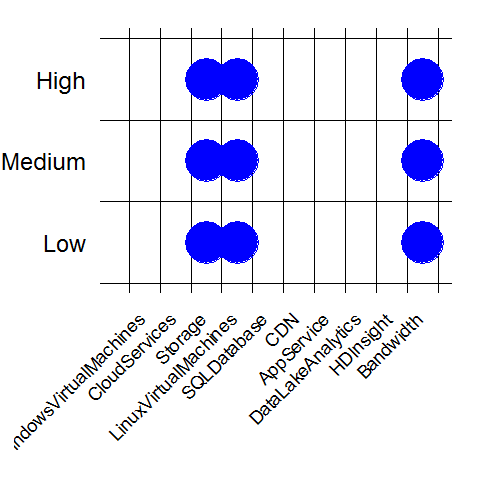 High
Medium
Low
ndowsVirtualMachines
CloudServices
Storage
LinuxVirtualMachines
SQLDatabase
CDN
AppService
DataLakeAnalytics
HDInsight
Bandwidth